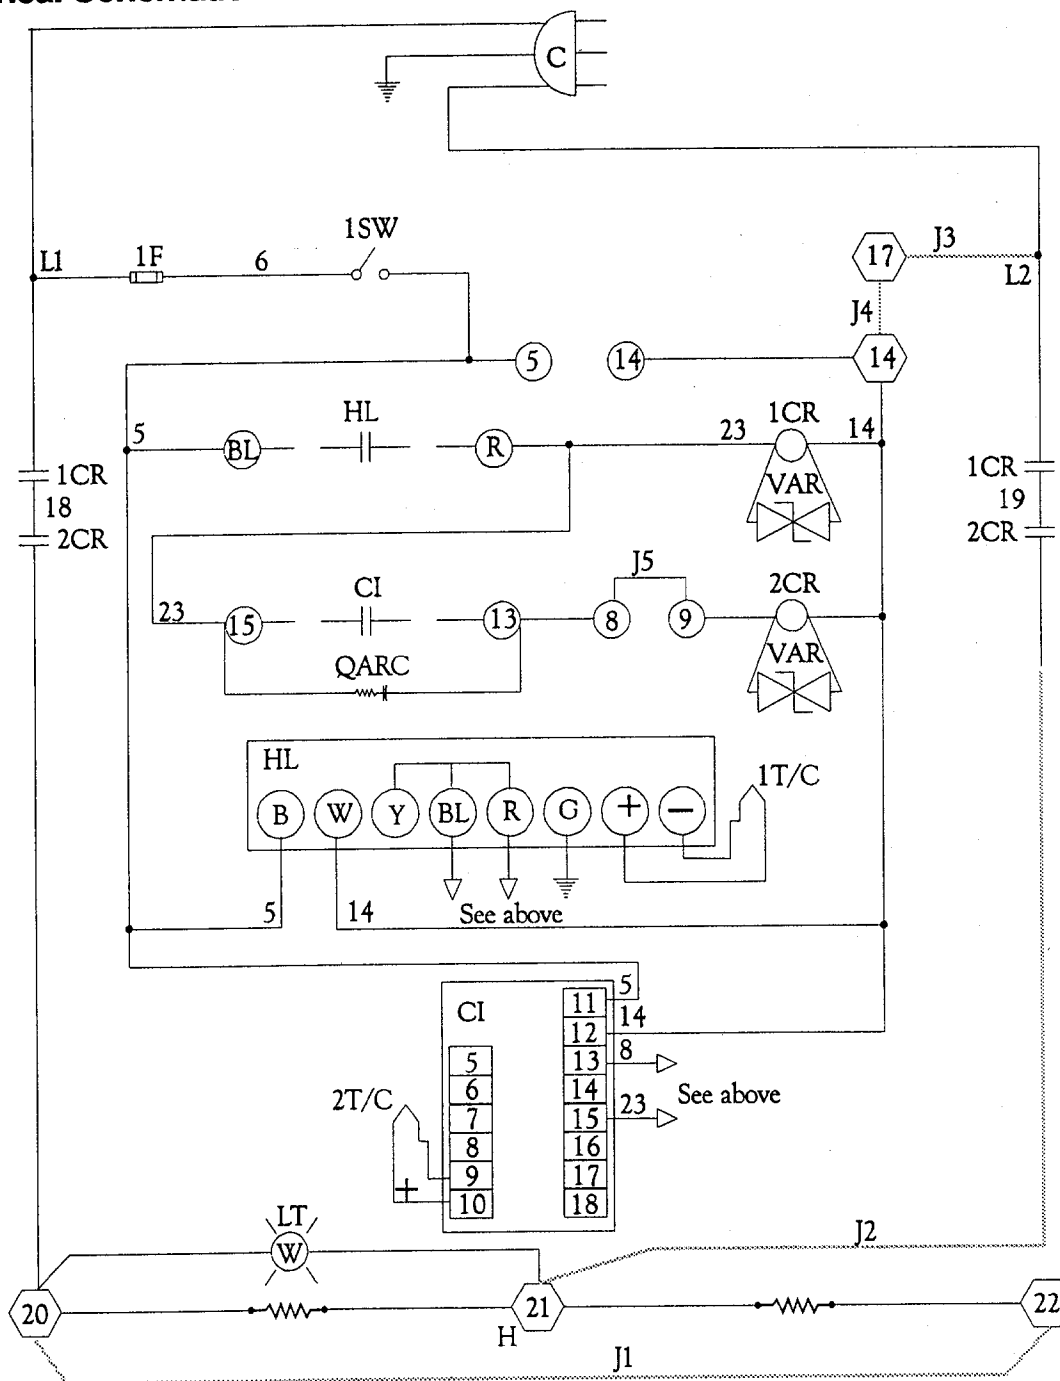 C
1SW
L1 1F 6
17 J3
L2
J4
5 14 14
HL 1CR
5 BL R 23 14
VAR
1CR 1CR
18 19
2CR 2CR
J5
CI 2CR
23 15 13 8 9
QARC VAR
HL 1T/C
B W Y BL R G + −
5 14 See above
5
CI 11 14
12
5 13 8
6 14 See above
2T/C 7 15 23
8 16
9 17
+ 10 18
LT
W J2
20 21 22
H
J1